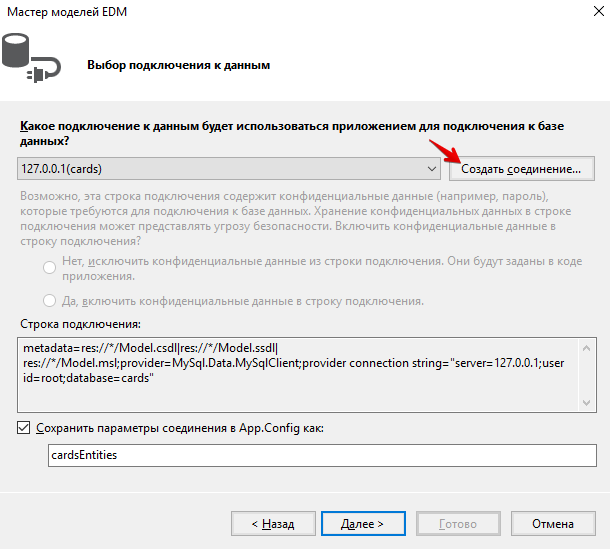 Мастер моделей EDM
Выбор подключения к данным
Какое подключение к данным будет использоваться приложением для подключения к базе
данных?
127.0.0.1(cards)
Создать соединение...
Возможно, эта строка подключения содержит конфиденциальные данные (например, пароль),
которые требуются для подключения к базе данных. Хранение конфиденциальных данных в строке
подключения может представлять угрозу безопасности. Включить конфиденциальные данные в
строку подключения?
Нет, исключить конфиденциальные данные из строки подключения. Они будут заданы в коде
приложения.
Да, включить конфиденциальные данные в строку подключения.
Строка подключения:
metadata=res://*/Model.csdl|res://*/Model.ssdl|
res://*/Model.msl;provider=MySql.Data.MySqlClient;provider connection string="server=127.0.0.1;user
id=root;database=cards"
Сохранить параметры соединения в App.Config как:
cardsEntities
< Назад
Далее >
Готово
Отмена